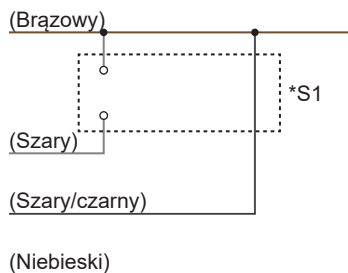 (Brązowy)
*S1
(Szary)
(Szary/czarny)
(Niebieski)